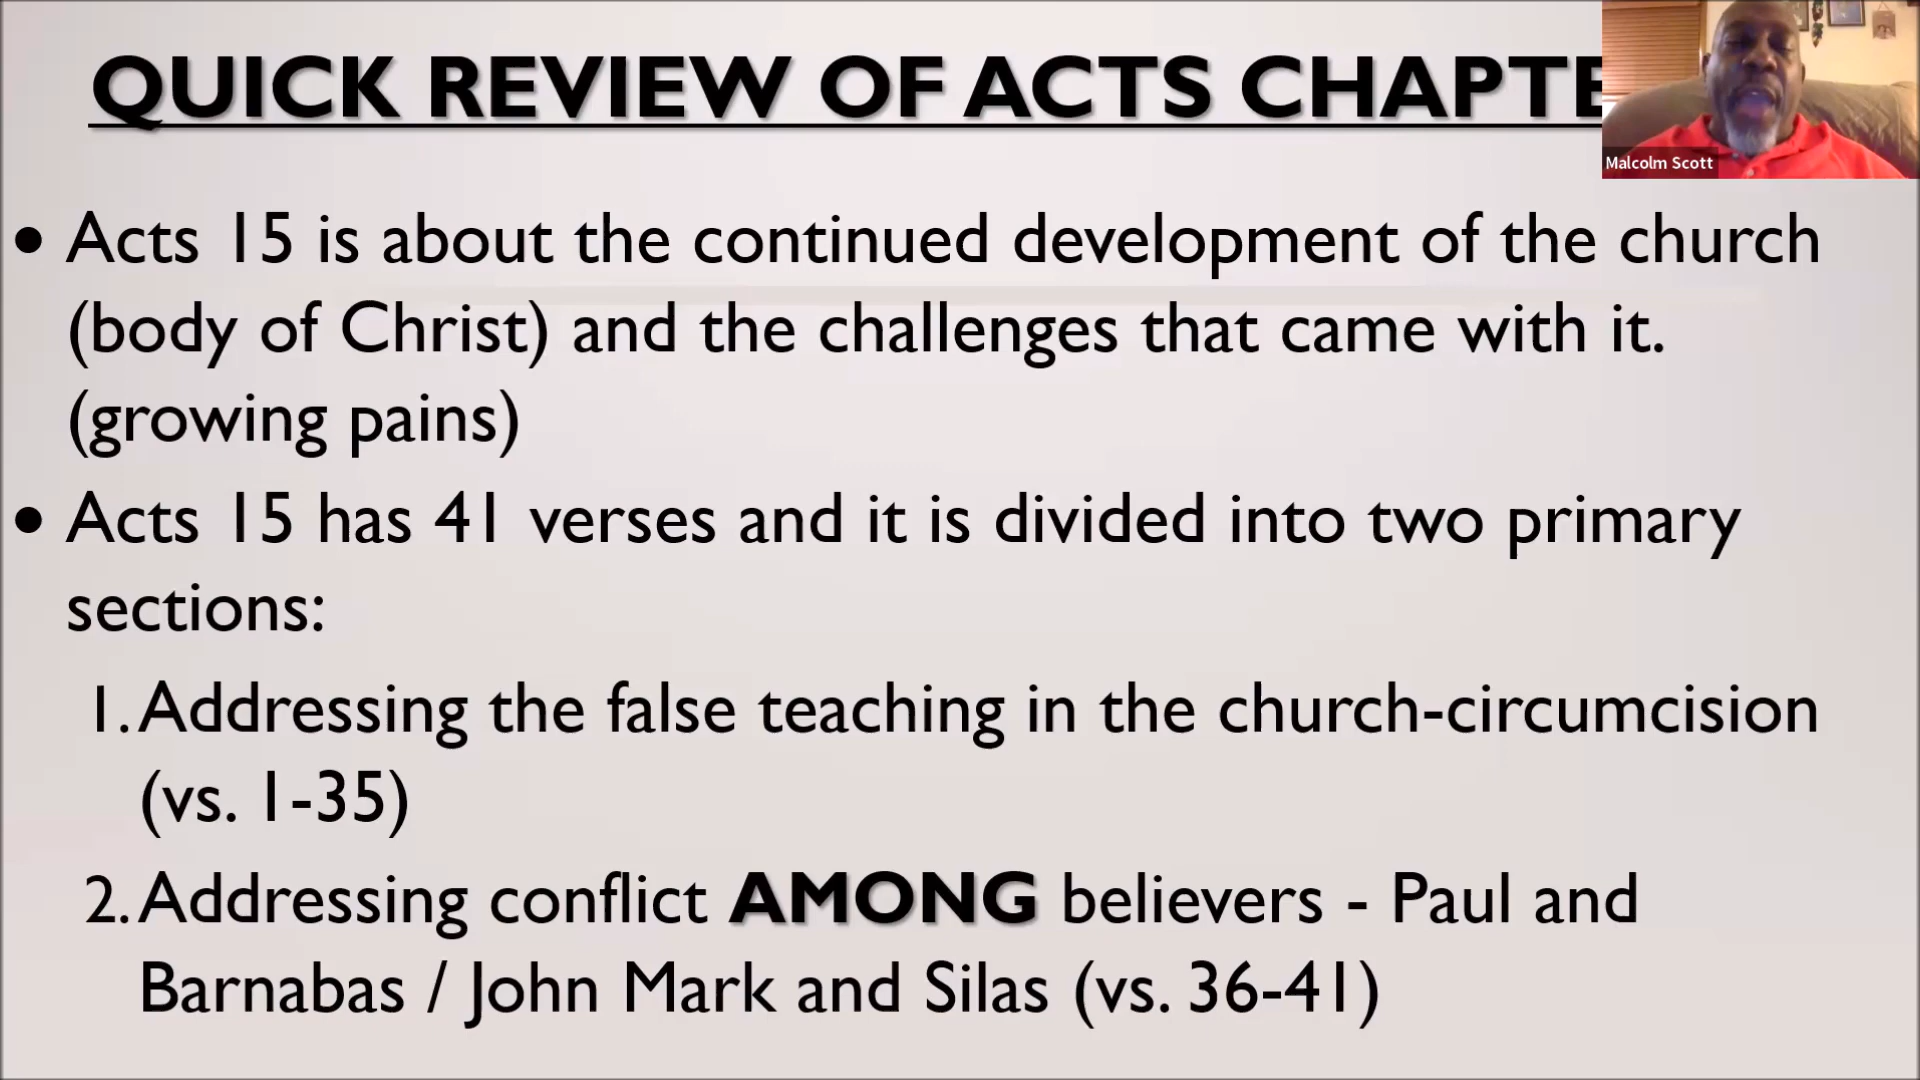 QUICK REVIEW OF ACTS CHAPTE
Malcolm Scott
• Acts 15 is about the continued development of the church
(body of Christ) and the challenges that came with it.
(growing pains)
• Acts 15 has 41 verses and it is divided into two primary
sections:
1. Addressing the false teaching in the church-circumcision
(vs. 1-35)
2. Addressing conflict AMONG believers - Paul and
Barnabas / John Mark and Silas (vs. 36-41)